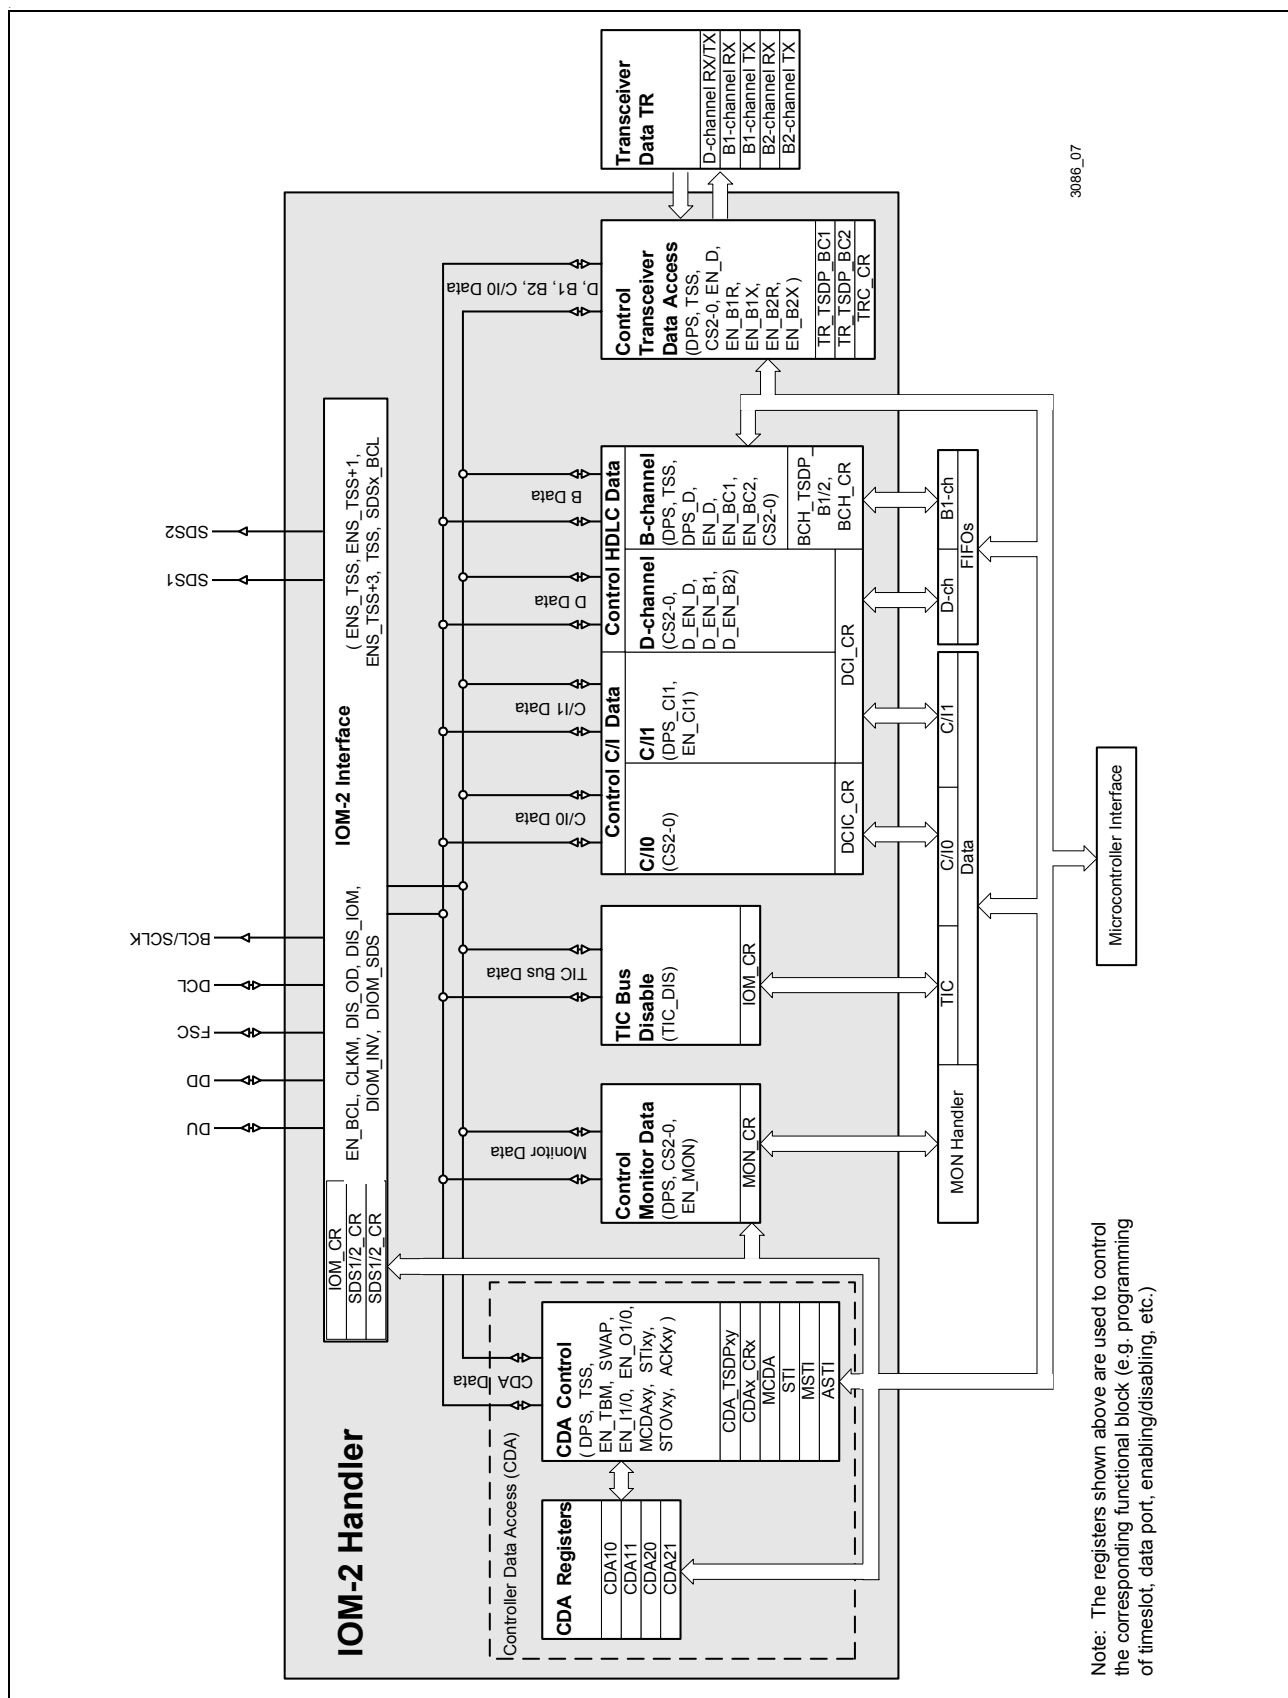 IOM-2 Handler
SDS2
SDS1
BCL/SCLK
DCL
FSC
DD
DU
IOM-2 Interface
IOM_CR
SDS1/2_CR
SDS1/2_CR
EN_BCL, CLKM, DIS_OD, DIS_IOM,
DIOM_INV, DIOM_SDS
( ENS_TSS, ENS_TSS+1,
ENS_TSS+3, TSS, SDSx_BCL
Controller Data Access (CDA)
CDA Registers
CDA10
CDA11
CDA20
CDA21
CDA Data
CDA Control
( DPS, TSS,
EN_TBM, SWAP,
EN_I1/0, EN_O1/0,
MCDAxy, STIxy,
STOVxy, ACKxy )
CDA_TSDPxy
CDAx_CRx
MCDA
STI
MSTI
ASTI
Monitor Data
Control
Monitor Data
(DPS, CS2-0,
EN_MON)
MON_CR
TIC Bus Data
TIC Bus
Disable
(TIC_DIS)
IOM_CR
C/I0 Data
C/I1 Data
Control C/I Data
C/I0
(CS2-0)
DCIC_CR
C/I1
(DPS_CI1,
EN_CI1)
D Data
B Data
Control HDLC Data
D-channel
(CS2-0,
D_EN_D,
D_EN_B1,
D_EN_B2)
DCI_CR
B-channel
(DPS, TSS,
DPS_D,
EN_D,
EN_BC1,
EN_BC2,
CS2-0)
BCH_TSDP_
B1/2,
BCH_CR
D, B1, B2, C/I0 Data
Control
Transceiver
Data Access
(DPS, TSS,
CS2-0, EN_D,
EN_B1R,
EN_B1X,
EN_B2R,
EN_B2X )
TR_TSDP_BC1
TR_TSDP_BC2
TRC_CR
Transceiver
Data TR
D-channel RX/TX
B1-channel RX
B1-channel TX
B2-channel RX
B2-channel TX
MON Handler
TIC
C/I0
C/I1
Data
D-ch
B1-ch
FIFOs
Microcontroller Interface
Note: The registers shown above are used to control
the corresponding functional block (e.g. programming
of timeslot, data port, enabling/disabling, etc.)
3086_07